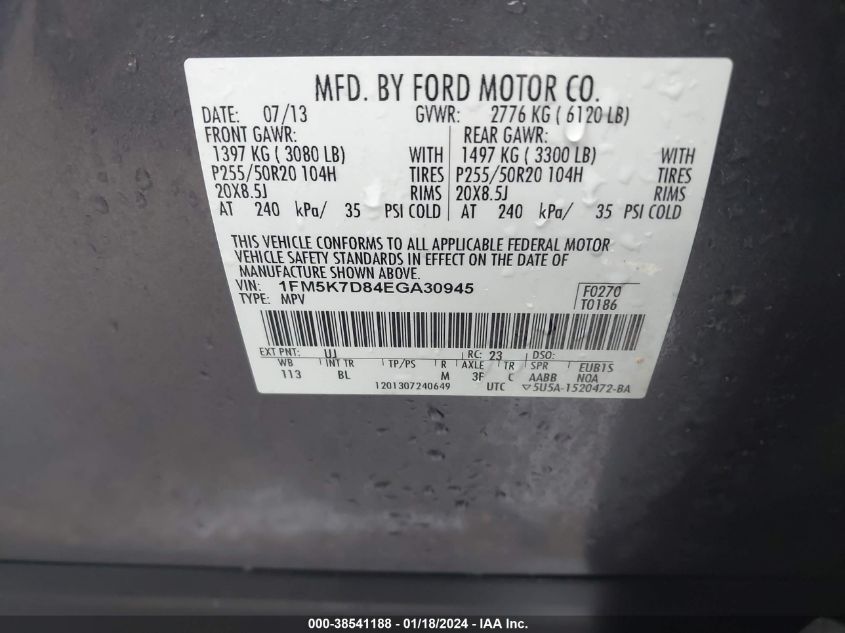 MFD. BY FORD MOTOR CO.
DATE: 07/13 GVWR: 2776 KG ( 6120 LB)
FRONT GAWR: REAR GAWR:
1397 KG ( 3080 LB) WITH 1497 KG ( 3300 LB) WITH
P255/50R20 104H TIRES P255/50R20 104H TIRES
20X8.5J RIMS 20X8.5J RIMS
AT 240 kPa/ 35 PSI COLD AT 240 kPa/ 35 PSI COLD
THIS VEHICLE CONFORMS TO ALL APPLICABLE FEDERAL MOTOR
VEHICLE SAFETY STANDARDS IN EFFECT ON THE DATE OF
MANUFACTURE SHOWN ABOVE.
VIN: 1FM5K7D84EGA30945 F0270
TYPE: MPV T0186
EXT PNT: UJ RC: 23 DSO:
WB INT TR TP/PS R AXLE TR SPR EUB1S
113 BL M 3F C AABB NOA
1201307240649 UTC ▽5U5A-1520472-BA
000-38541188 - 01/18/2024 - IAA Inc.